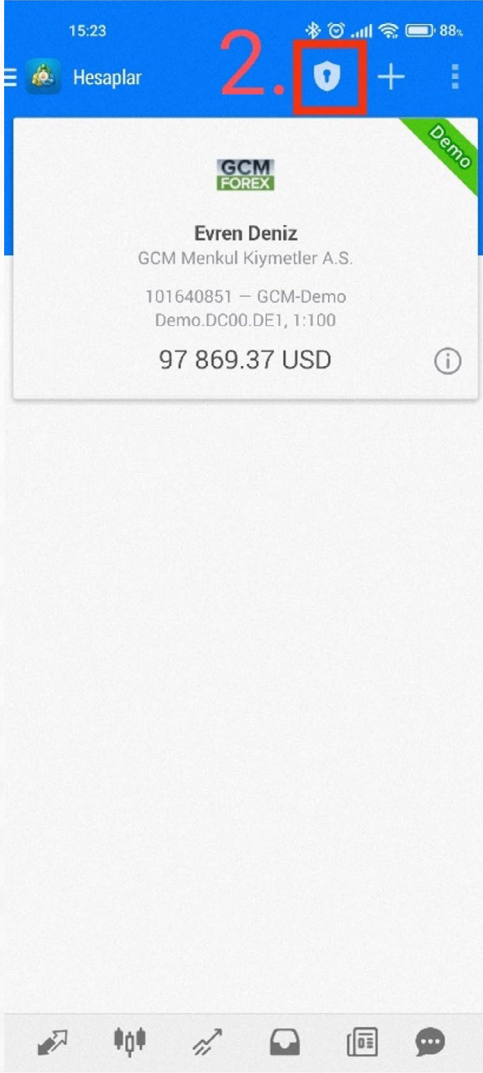 15:23
88%
2.
Hesaplar
Demo
GCM
FOREX
Evren Deniz
GCM Menkul Kiymetler A.S.
101640851 — GCM-Demo
Demo.DC00.DE1, 1:100
97 869.37 USD